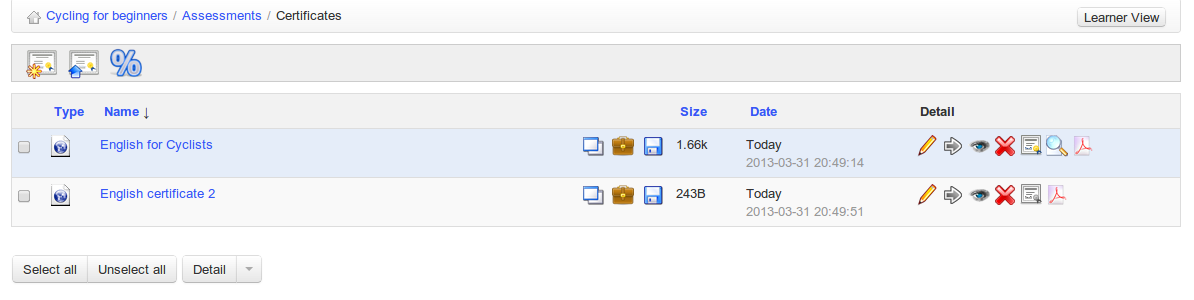 Cycling for beginners / Assessments / Certificates
Learner View
%
Type Name ↓ Size Date Detail
English for Cyclists 1.66k Today
2013-03-31 20:49:14
English certificate 2 243B Today
2013-03-31 20:49:51
Select all Unselect all Detail